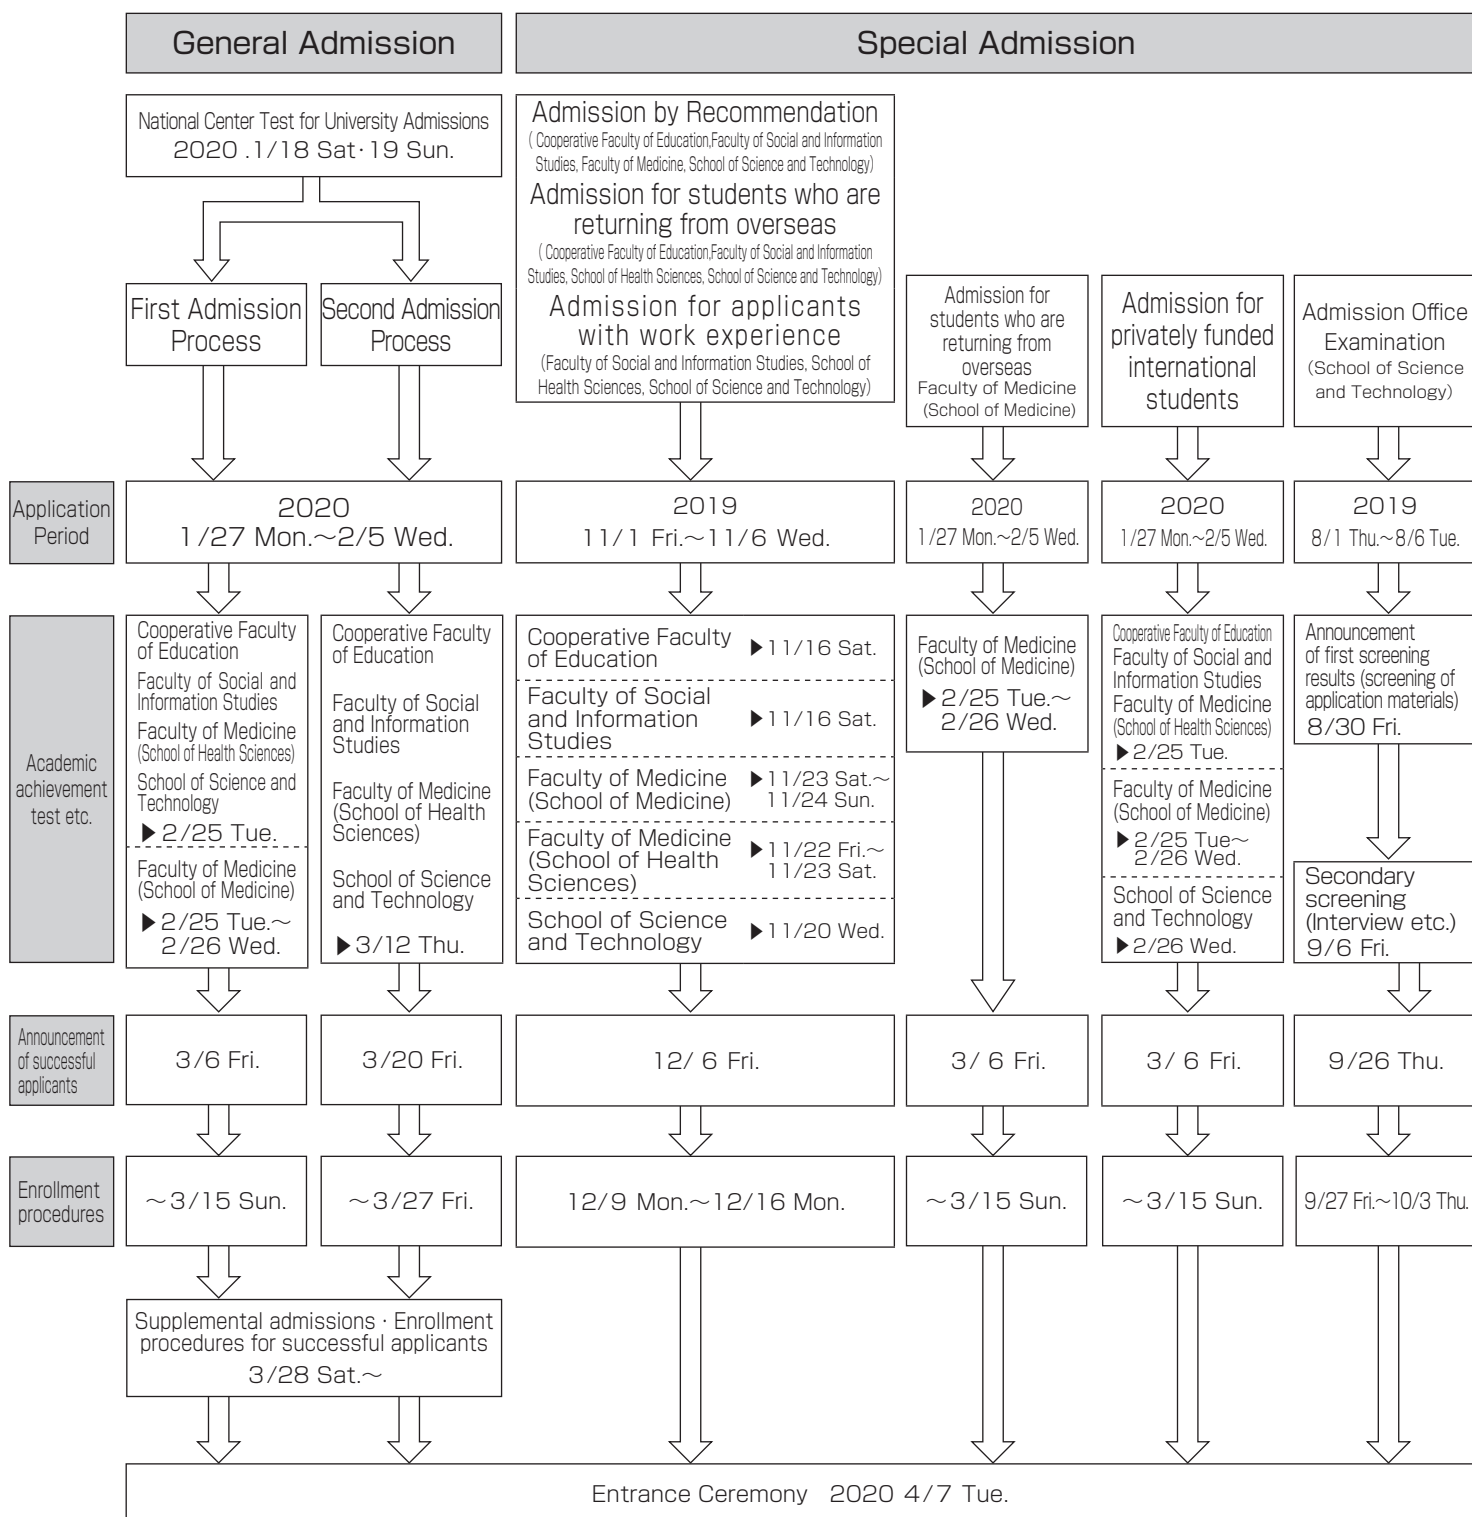 General Admission
Special Admission
National Center Test for University Admissions
2020 .1/18 Sat·19 Sun.
First Admission
Process
Second Admission
Process
Admission by Recommendation
( Cooperative Faculty of Education,Faculty of Social and Information
Studies, Faculty of Medicine, School of Science and Technology)
Admission for students who are
returning from overseas
( Cooperative Faculty of Education,Faculty of Social and Information
Studies, School of Health Sciences, School of Science and Technology)
Admission for applicants
with work experience
(Faculty of Social and Information Studies, School of
Health Sciences, School of Science and Technology)
Admission for
students who are
returning from
overseas
Faculty of Medicine
(School of Medicine)
Admission for
privately funded
international
students
Admission Office
Examination
(School of Science
and Technology)
Application
Period
2020
1/27 Mon.～2/5 Wed.
2019
11/1 Fri.～11/6 Wed.
2020
1/27 Mon.～2/5 Wed.
2020
1/27 Mon.～2/5 Wed.
2019
8/1 Thu.～8/6 Tue.
Academic
achievement
test etc.
Cooperative Faculty
of Education
Faculty of Social and
Information Studies
Faculty of Medicine
(School of Health Sciences)
School of Science and
Technology
▶2/25 Tue.
Faculty of Medicine
(School of Medicine)
▶2/25 Tue.～
2/26 Wed.
Cooperative Faculty
of Education
Faculty of Social
and Information
Studies
Faculty of Medicine
(School of Health
Sciences)
School of Science
and Technology
▶3/12 Thu.
Cooperative Faculty
of Education
▶11/16 Sat.
Faculty of Social
and Information
Studies
▶11/16 Sat.
Faculty of Medicine
(School of Medicine)
▶11/23 Sat.～
11/24 Sun.
Faculty of Medicine
(School of Health
Sciences)
▶11/22 Fri.～
11/23 Sat.
School of Science
and Technology
▶11/20 Wed.
Faculty of Medicine
(School of Medicine)
▶2/25 Tue.～
2/26 Wed.
Cooperative Faculty of Education
Faculty of Social and
Information Studies
Faculty of Medicine
(School of Health Sciences)
▶2/25 Tue.
Faculty of Medicine
(School of Medicine)
▶2/25 Tue～
2/26 Wed.
School of Science
and Technology
▶2/26 Wed.
Announcement
of first screening
results (screening of
application materials)
8/30 Fri.
Secondary
screening
(Interview etc.)
9/6 Fri.
Announcement
of successful
applicants
3/6 Fri.
3/20 Fri.
12/ 6 Fri.
3/ 6 Fri.
3/ 6 Fri.
9/26 Thu.
Enrollment
procedures
～3/15 Sun.
～3/27 Fri.
12/9 Mon.～12/16 Mon.
～3/15 Sun.
～3/15 Sun.
9/27 Fri.～10/3 Thu.
Supplemental admissions · Enrollment
procedures for successful applicants
3/28 Sat.～
Entrance Ceremony 2020 4/7 Tue.